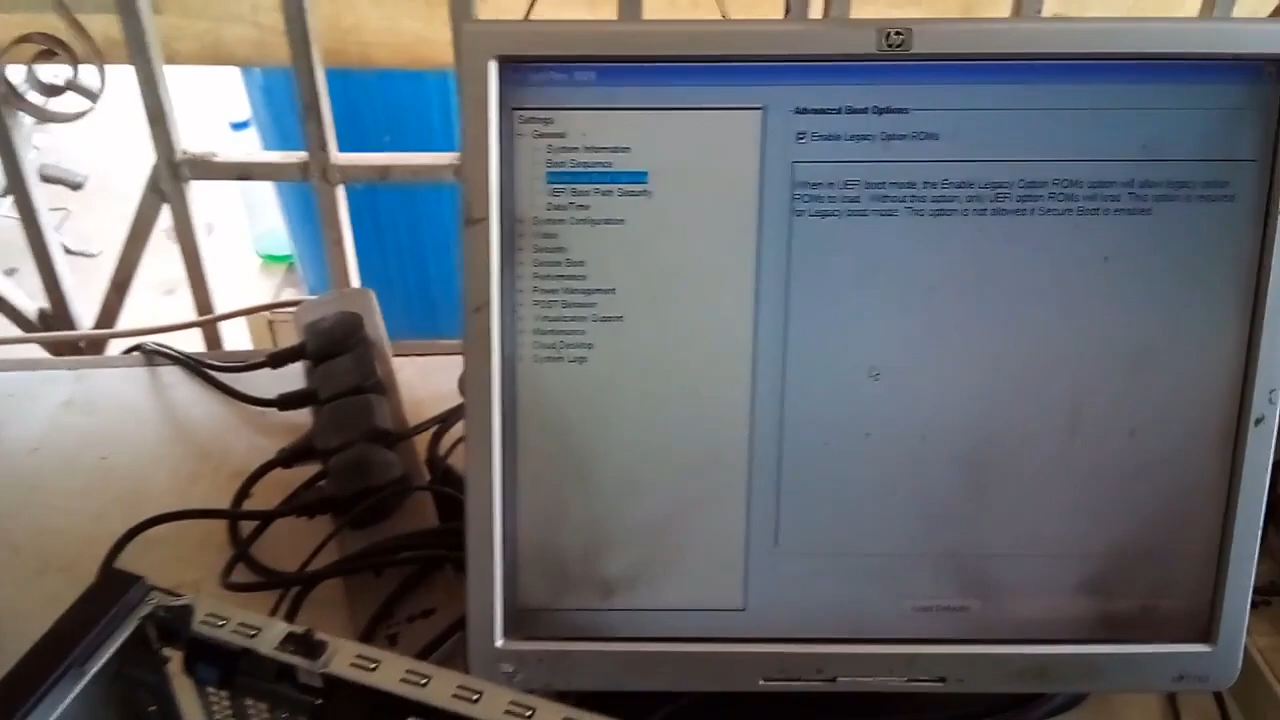 hp
Settings
General
System Information
Boot Sequence
UEFI Boot Path Security
Date/Time
System Configuration
Video
Security
Secure Boot
Performance
Power Management
POST Behavior
Virtualization Support
Maintenance
Cloud Desktop
System Logs
Advanced Boot Options
Enable Legacy Option ROMs
When in UEFI boot mode, the Enable Legacy Option ROMs option will allow legacy option
ROMs to load. Without this option, only UEFI option ROMs will load. This option is required
for Legacy boot mode. This option is not allowed if Secure Boot is enabled.
Load Defaults